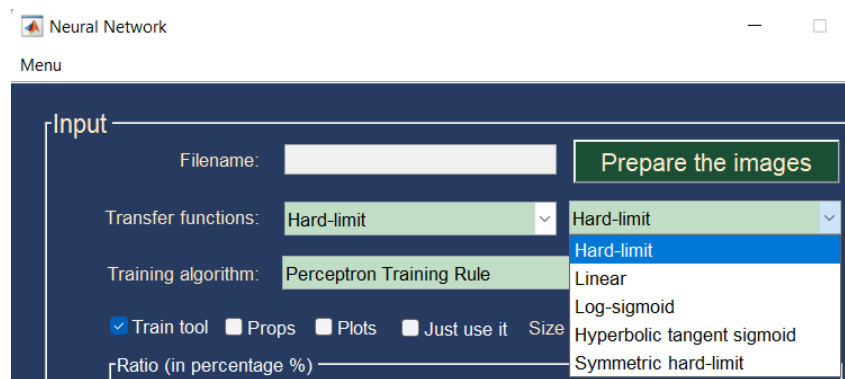 Neural Network
Menu
Input
Filename:
Prepare the images
Transfer functions:
Hard-limit
Hard-limit
Hard-limit
Linear
Log-sigmoid
Hyperbolic tangent sigmoid
Symmetric hard-limit
Training algorithm:
Perceptron Training Rule
Train tool Props Plots Just use it Size
Ratio (in percentage %)